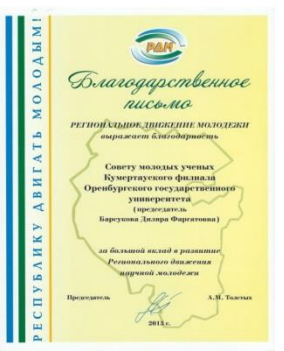 РЕСПУБЛИКУ ДВИГАТЬ МОЛОДЫМ!
РДМ
Благодарственное
письмо
РЕГИОНАЛЬНОЕ ДВИЖЕНИЕ МОЛОДЕЖИ
выражает благодарность
Совету молодых ученых
Кумертауского филиала
Оренбургского государственного
университета
(председатель
Барсукова Диляра Фаргатовна)
за большой вклад в развитие
Регионального движения
научной молодежи
Председатель
А.М. Толстых
2013 г.